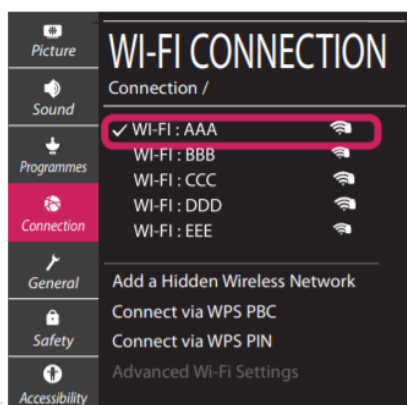 Picture
Sound
Programmes
Connection
General
Safety
Accessibility
WI-FI CONNECTION
Connection /
✓ WI-FI : AAA
WI-FI : BBB
WI-FI : CCC
WI-FI : DDD
WI-FI : EEE
Add a Hidden Wireless Network
Connect via WPS PBC
Connect via WPS PIN
Advanced Wi-Fi Settings